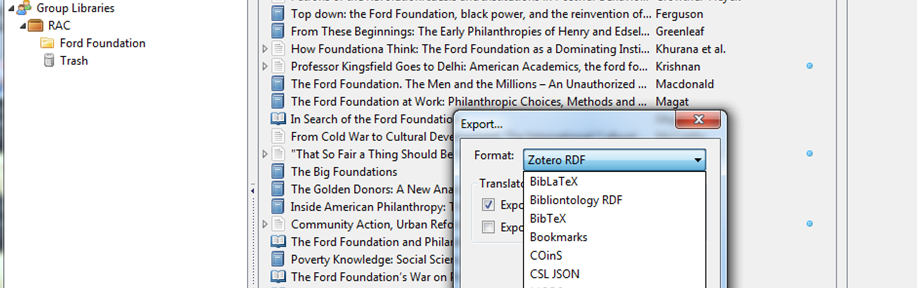 Group Libraries
RAC
Ford Foundation
Trash
Top down: the Ford Foundation, black power, and the reinvention of... Ferguson
From These Beginnings: The Early Philanthropies of Henry and Edsel... Greenleaf
How Foundationa Think: The Ford Foundation as a Dominating Insti... Khurana et al.
Professor Kingsfield Goes to Delhi: American Academics, the ford fo... Krishnan
The Ford Foundation. The Men and the Millions – An Unauthorized ... Macdonald
The Ford Foundation at Work: Philanthropic Choices, Methods and ... Magat
In Search of the Ford Foundation
From Cold War to Cultural
"That So Fair a Thing Should Be
The Big Foundations
The Golden Donors: A New Ana
Inside American Philanthropy: T
Community Action, Urban Refo
The Ford Foundation and Philan
Poverty Knowledge: Social Scien
The Ford Foundation's War on P
Export...
Format: Zotero RDF
Translato
Expo
Expo
BibLaTeX
Bibliontology RDF
BibTeX
Bookmarks
COinS
CSL JSON